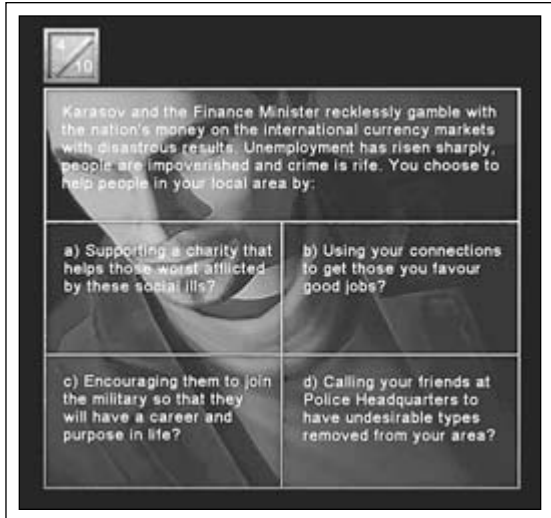 4/10
Karasov and the Finance Minister recklessly gamble with
the nation's money on the international currency markets
with disastrous results. Unemployment has risen sharply,
people are impoverished and crime is rife. You choose to
help people in your local area by:
a) Supporting a charity that
helps those worst afflicted
by these social ills?
b) Using your connections
to get those you favour
good jobs?
c) Encouraging them to join
the military so that they
will have a career and
purpose in life?
d) Calling your friends at
Police Headquarters to
have undesirable types
removed from your area?